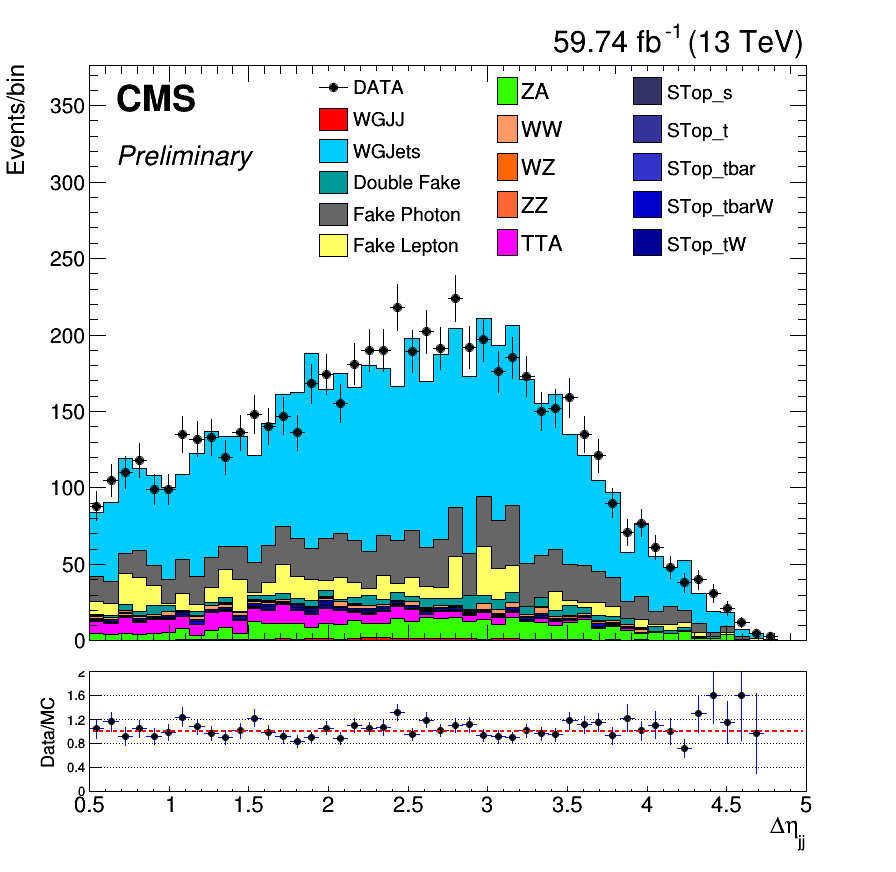 59.74 fb-1 (13 TeV)
Events/bin
350
300
250
200
150
100
50
0
CMS
Preliminary
DATA
WGJJ
WGJets
Double Fake
Fake Photon
Fake Lepton
ZA
WW
WZ
ZZ
TTA
STop_s
STop_t
STop_tbar
STop_tbarW
STop_tW
Data/MC
2
1.6
1.2
0.8
0.4
0
0.5 1 1.5 2 2.5 3 3.5 4 4.5 5
Δηjj